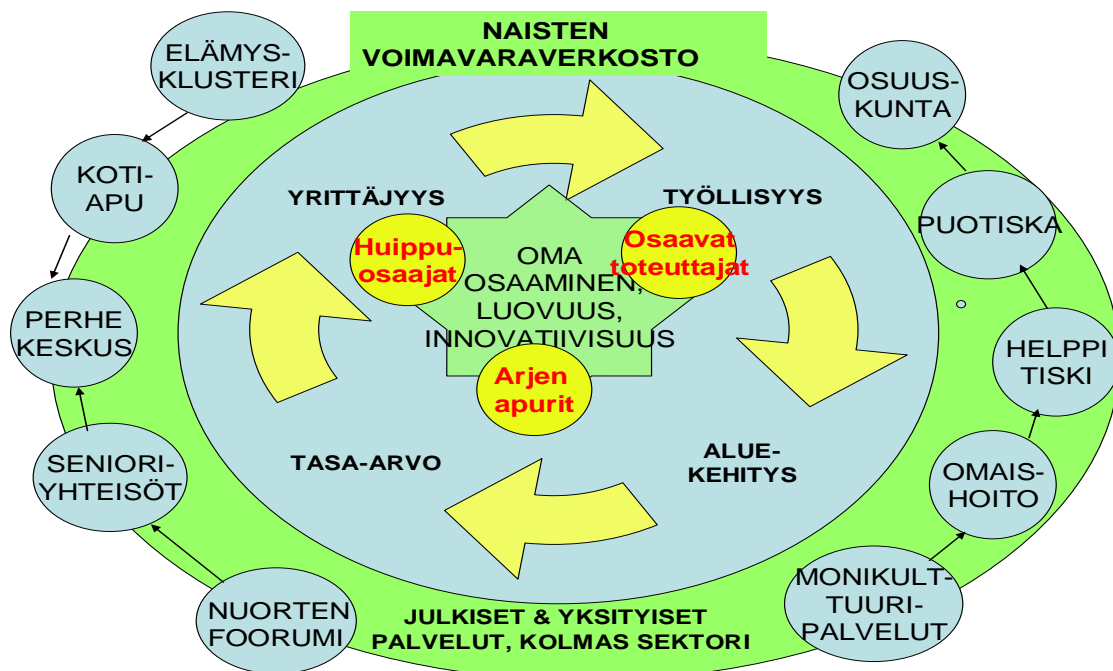 NAISTEN
VOIMAVARAVERKOSTO
ELÄMYS-
KLUSTERI
KOTI-
APU
PERHE
KESKUS
SENIORI-
YHTEISÖT
NUORTEN
FOORUMI
OSUUS-
KUNTA
PUOTISKA
HELPPI
TISKI
OMAIS-
HOITO
MONIKULT-
TUURI-
PALVELUT
YRITTÄJYYS
TYÖLLISYYS
Huippu-
osaajat
Osaavat
toteuttajat
OMA
OSAAMINEN,
LUOVUUS,
INNOVATIIVISUUS
Arjen
apurit
TASA-ARVO
ALUE-
KEHITYS
JULKISET & YKSITYISET
PALVELUT, KOLMAS SEKTORI